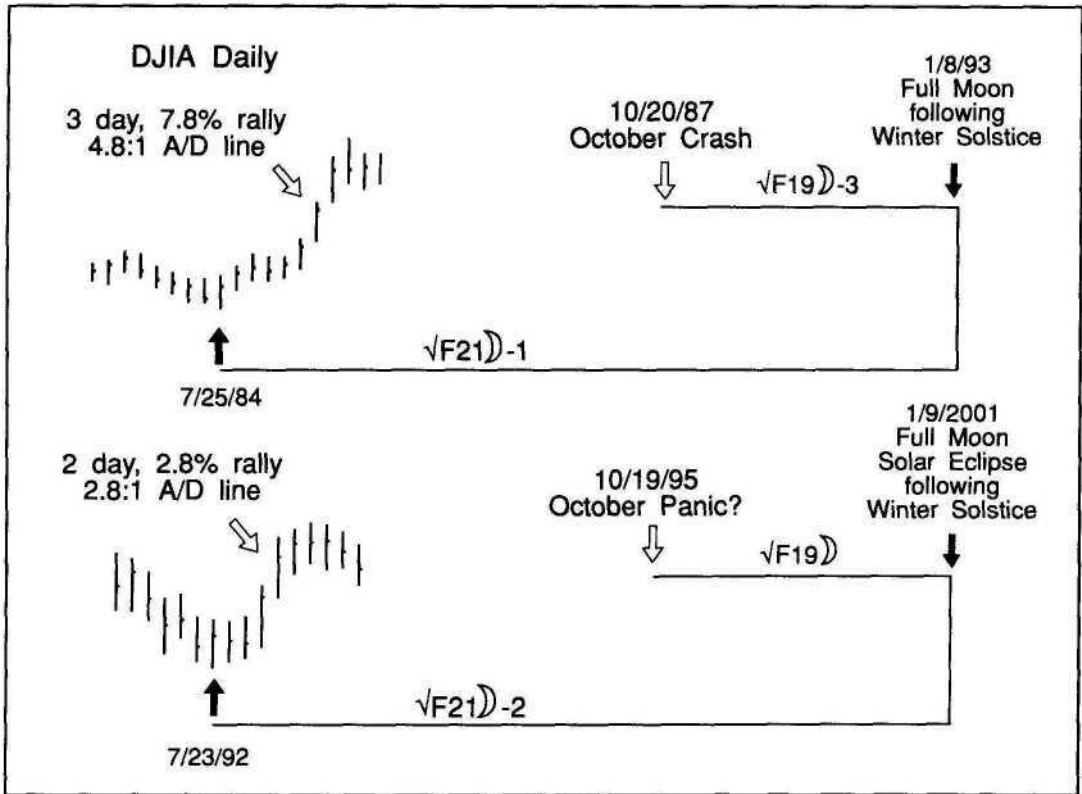 DJIA Daily
3 day, 7.8% rally
4.8:1 A/D line
10/20/87
October Crash
1/8/93
Full Moon
following
Winter Solstice
√F19☽-3
√F21☽-1
7/25/84
2 day, 2.8% rally
2.8:1 A/D line
10/19/95
October Panic?
1/9/2001
Full Moon
Solar Eclipse
following
Winter Solstice
√F19☽
√F21☽-2
7/23/92